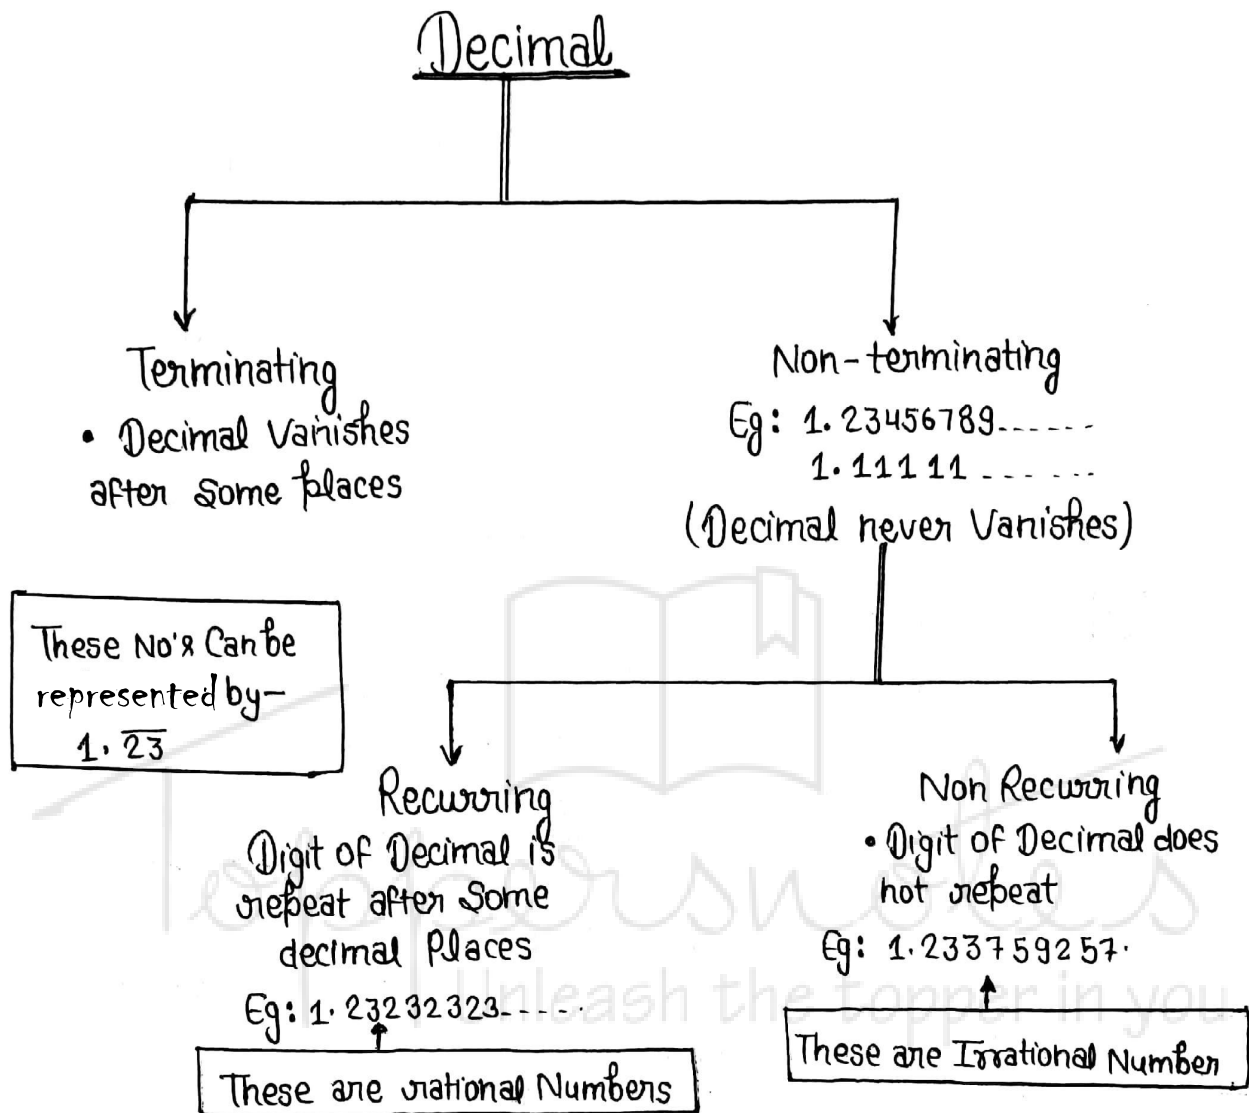 Decimal
Terminating
• Decimal Vanishes
after some places
Non-terminating
Eg: 1.23456789......
1.11111 ......
(Decimal never Vanishes)
These No's Can be
represented by-
1.2̅3̅
Recurring
Digit of Decimal is
repeat after some
decimal Places
Eg: 1.23232323-----
These are rational Numbers
Non Recurring
• Digit of Decimal does
not repeat
Eg: 1.233759257.
These are Irrational Number
Toppersnotes
Unleash the topper in you